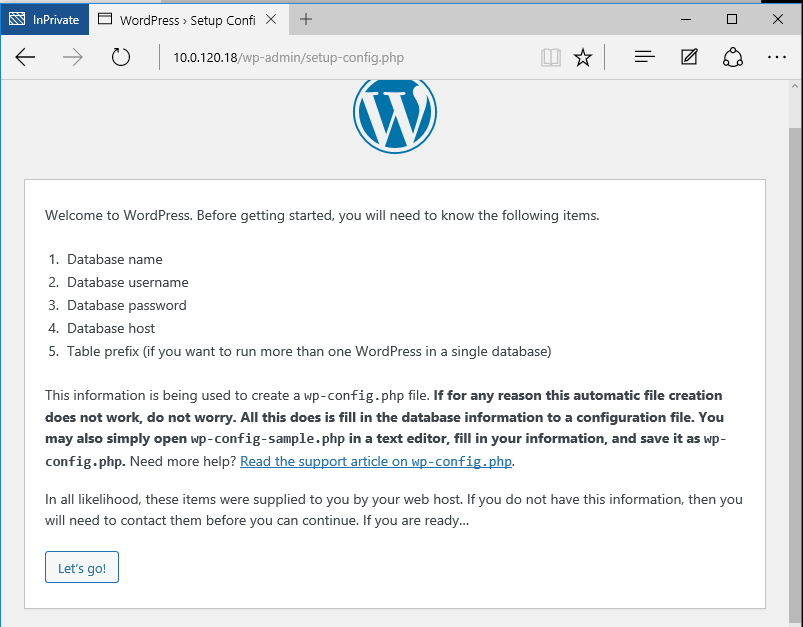 InPrivate
WordPress › Setup Confi
10.0.120.18/wp-admin/setup-config.php
W
Welcome to WordPress. Before getting started, you will need to know the following items.
1. Database name
2. Database username
3. Database password
4. Database host
5. Table prefix (if you want to run more than one WordPress in a single database)
This information is being used to create a wp-config.php file. If for any reason this automatic file creation
does not work, do not worry. All this does is fill in the database information to a configuration file. You
may also simply open wp-config-sample.php in a text editor, fill in your information, and save it as wp-
config.php. Need more help? Read the support article on wp-config.php.
In all likelihood, these items were supplied to you by your web host. If you do not have this information, then you
will need to contact them before you can continue. If you are ready…
Let's go!